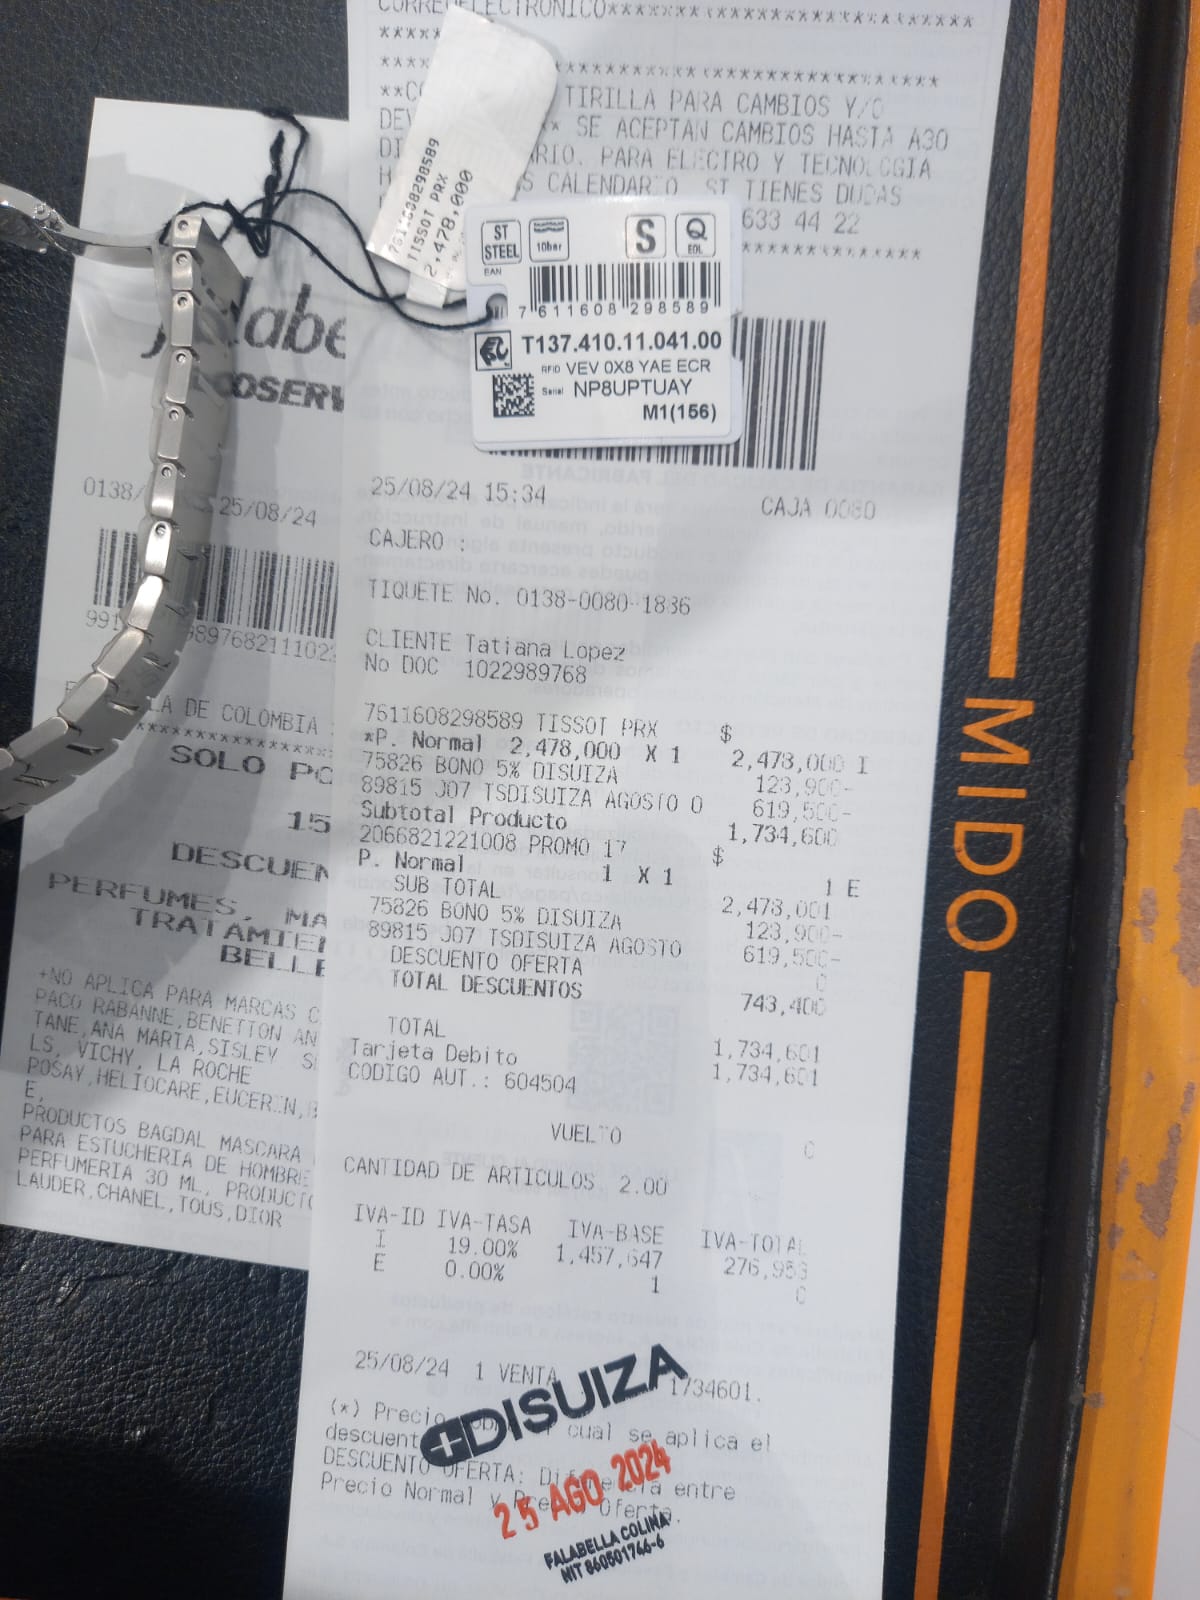 CORREOELECTRONICO**********************************
TIRILLA PARA CAMBIOS Y/O
SE ACEPTAN CAMBIOS HASTA A30
PARA ELECTRO Y TECNOLOGIA
CALENDARIO. SI TIENES DUDAS
633 44 22
7611608298589
TISSOT PRX
2,478,000
ST STEEL
10bar
S
Q
EOL
EAN
7 611608 298589
T137.410.11.041.00
RFID VEV 0X8 YAE ECR
Serial NP8UPTUAY
M1(156)
25/08/24 15:34
CAJA 0080
CAJERO :
TIQUETE No. 0138-0080-1836
CLIENTE Tatiana Lopez
No DOC 1022989768
7611608298589 TISSOT PRX $
*P. Normal 2,478,000 X 1 2,478,000 I
75826 BONO 5% DISUIZA 123,900-
89815 J07 TSDISUIZA AGOSTO 0 619,500-
Subtotal Producto 1,734,600
2066821221008 PROMO 17 $
P. Normal 1 X 1 1 E
SUB TOTAL 2,478,001
75826 BONO 5% DISUIZA 123,900-
89815 J07 TSDISUIZA AGOSTO 619,500-
DESCUENTO OFERTA 0
TOTAL DESCUENTOS 743,400
TOTAL 1,734,601
Tarjeta Debito 1,734,601
CODIGO AUT.: 604504
VUELTO 0
CANTIDAD DE ARTICULOS 2.00
IVA-ID IVA-TASA IVA-BASE IVA-TOTAL
I 19.00% 1,457,647 276,953
E 0.00% 1 0
25/08/24 1 VENTA 1734601.
(*) Precio cual se aplica el
descuent
DESCUENTO OFERTA: entre
Precio Normal y Oferta.
DISUIZA
25 AGO 2024
FALABELLA COLINA
NIT 860501746-6
0138/ 25/08/24
LA DE COLOMBIA
SOLO
15
DESCUEN
PERFUMES, MA
TRATAMIEN
BELLE
+NO APLICA PARA MARCAS C
PACO RABANNE,BENETTON AN
TANE,ANA MARIA,SISLEY
LS, VICHY, LA ROCHE
POSAY,HELIOCARE,EUCERIN,B
E,
PRODUCTOS BAGDAL MASCARA
PARA ESTUCHERIA DE HOMBRE
PERFUMERIA 30 ML, PRODUCTO
LAUDER,CHANEL,TOUS,DIOR
MIDO